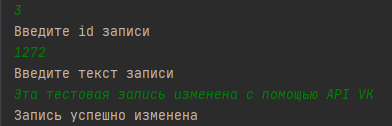 3
Введите id записи
1272
Введите текст записи
Эта тестовая запись изменена с помощью API VK
Запись успешно изменена